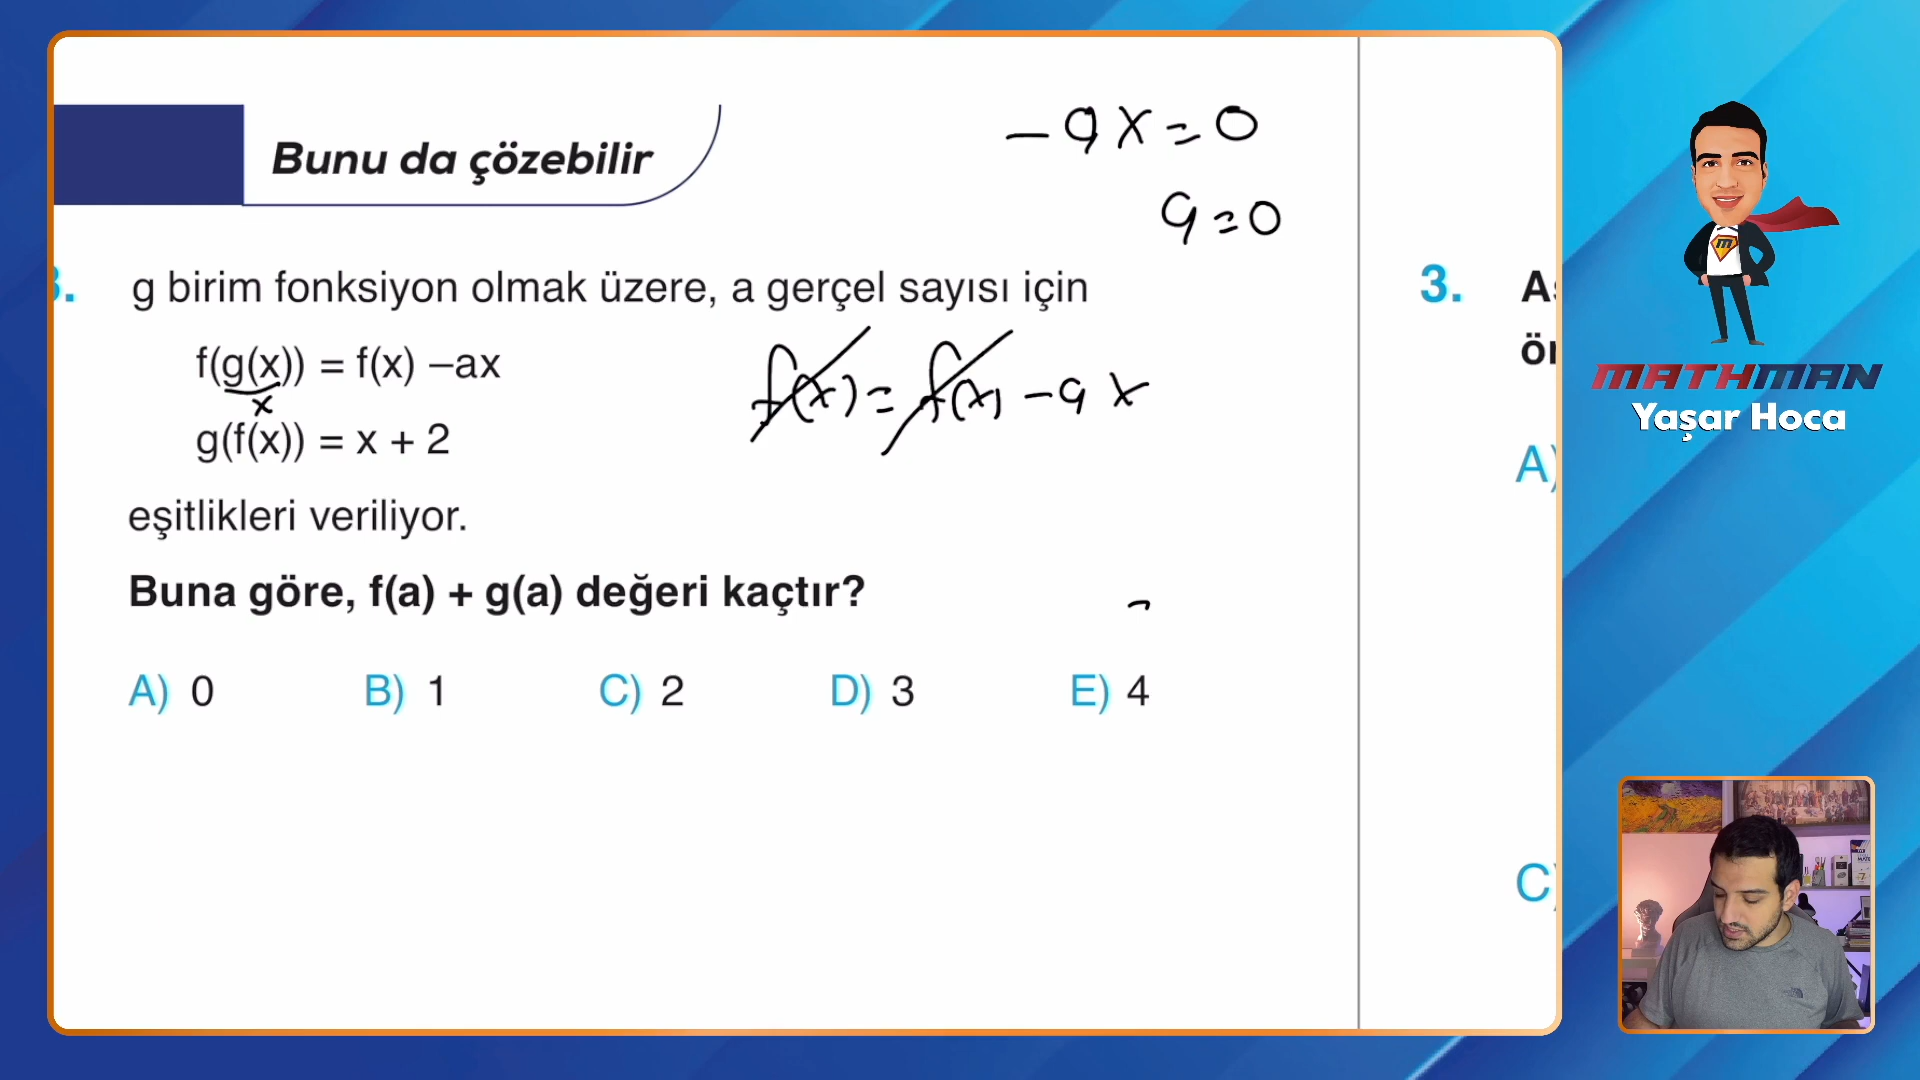 Bunu da çözebilir
-ax=0
a=0
g birim fonksiyon olmak üzere, a gerçel sayısı için
f(g(x)) = f(x) –ax
x
f(x)=f(x)-ax
g(f(x)) = x + 2
eşitlikleri veriliyor.
Buna göre, f(a) + g(a) değeri kaçtır?
A) 0 B) 1 C) 2 D) 3 E) 4
3.
A)
C)
MATHMAN
Yaşar Hoca